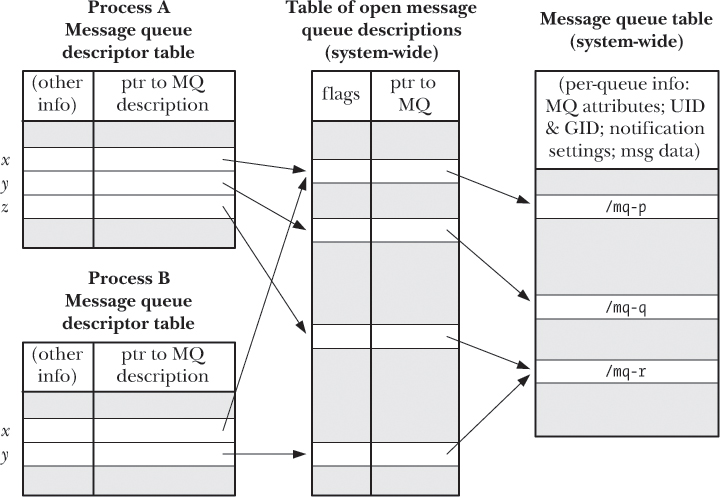 Process A
Message queue
descriptor table
(other
info)
ptr to MQ
description
x
y
z
Process B
Message queue
descriptor table
(other
info)
ptr to MQ
description
x
y
Table of open message
queue descriptions
(system-wide)
flags
ptr to
MQ
Message queue table
(system-wide)
(per-queue info:
MQ attributes; UID
& GID; notification
settings; msg data)
/mq-p
/mq-q
/mq-r